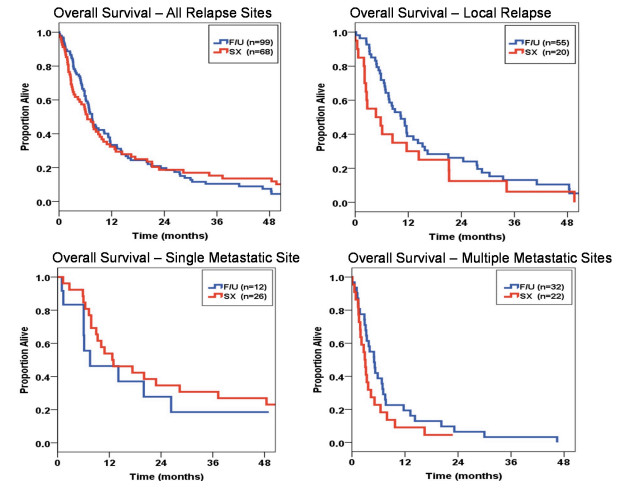 Overall Survival – All Relapse Sites
Proportion Alive
1.0
0.8
0.6
0.4
0.2
0.0
F/U (n=99)
SX (n=68)
0 12 24 36 48
Time (months)
Overall Survival – Local Relapse
Proportion Alive
1.0
0.8
0.6
0.4
0.2
0.0
F/U (n=55)
SX (n=20)
0 12 24 36 48
Time (months)
Overall Survival – Single Metastatic Site
Proportion Alive
1.0
0.8
0.6
0.4
0.2
0.0
F/U (n=12)
SX (n=26)
0 12 24 36 48
Time (months)
Overall Survival – Multiple Metastatic Sites
Proportion Alive
1.0
0.8
0.6
0.4
0.2
0.0
F/U (n=32)
SX (n=22)
0 12 24 36 48
Time (months)